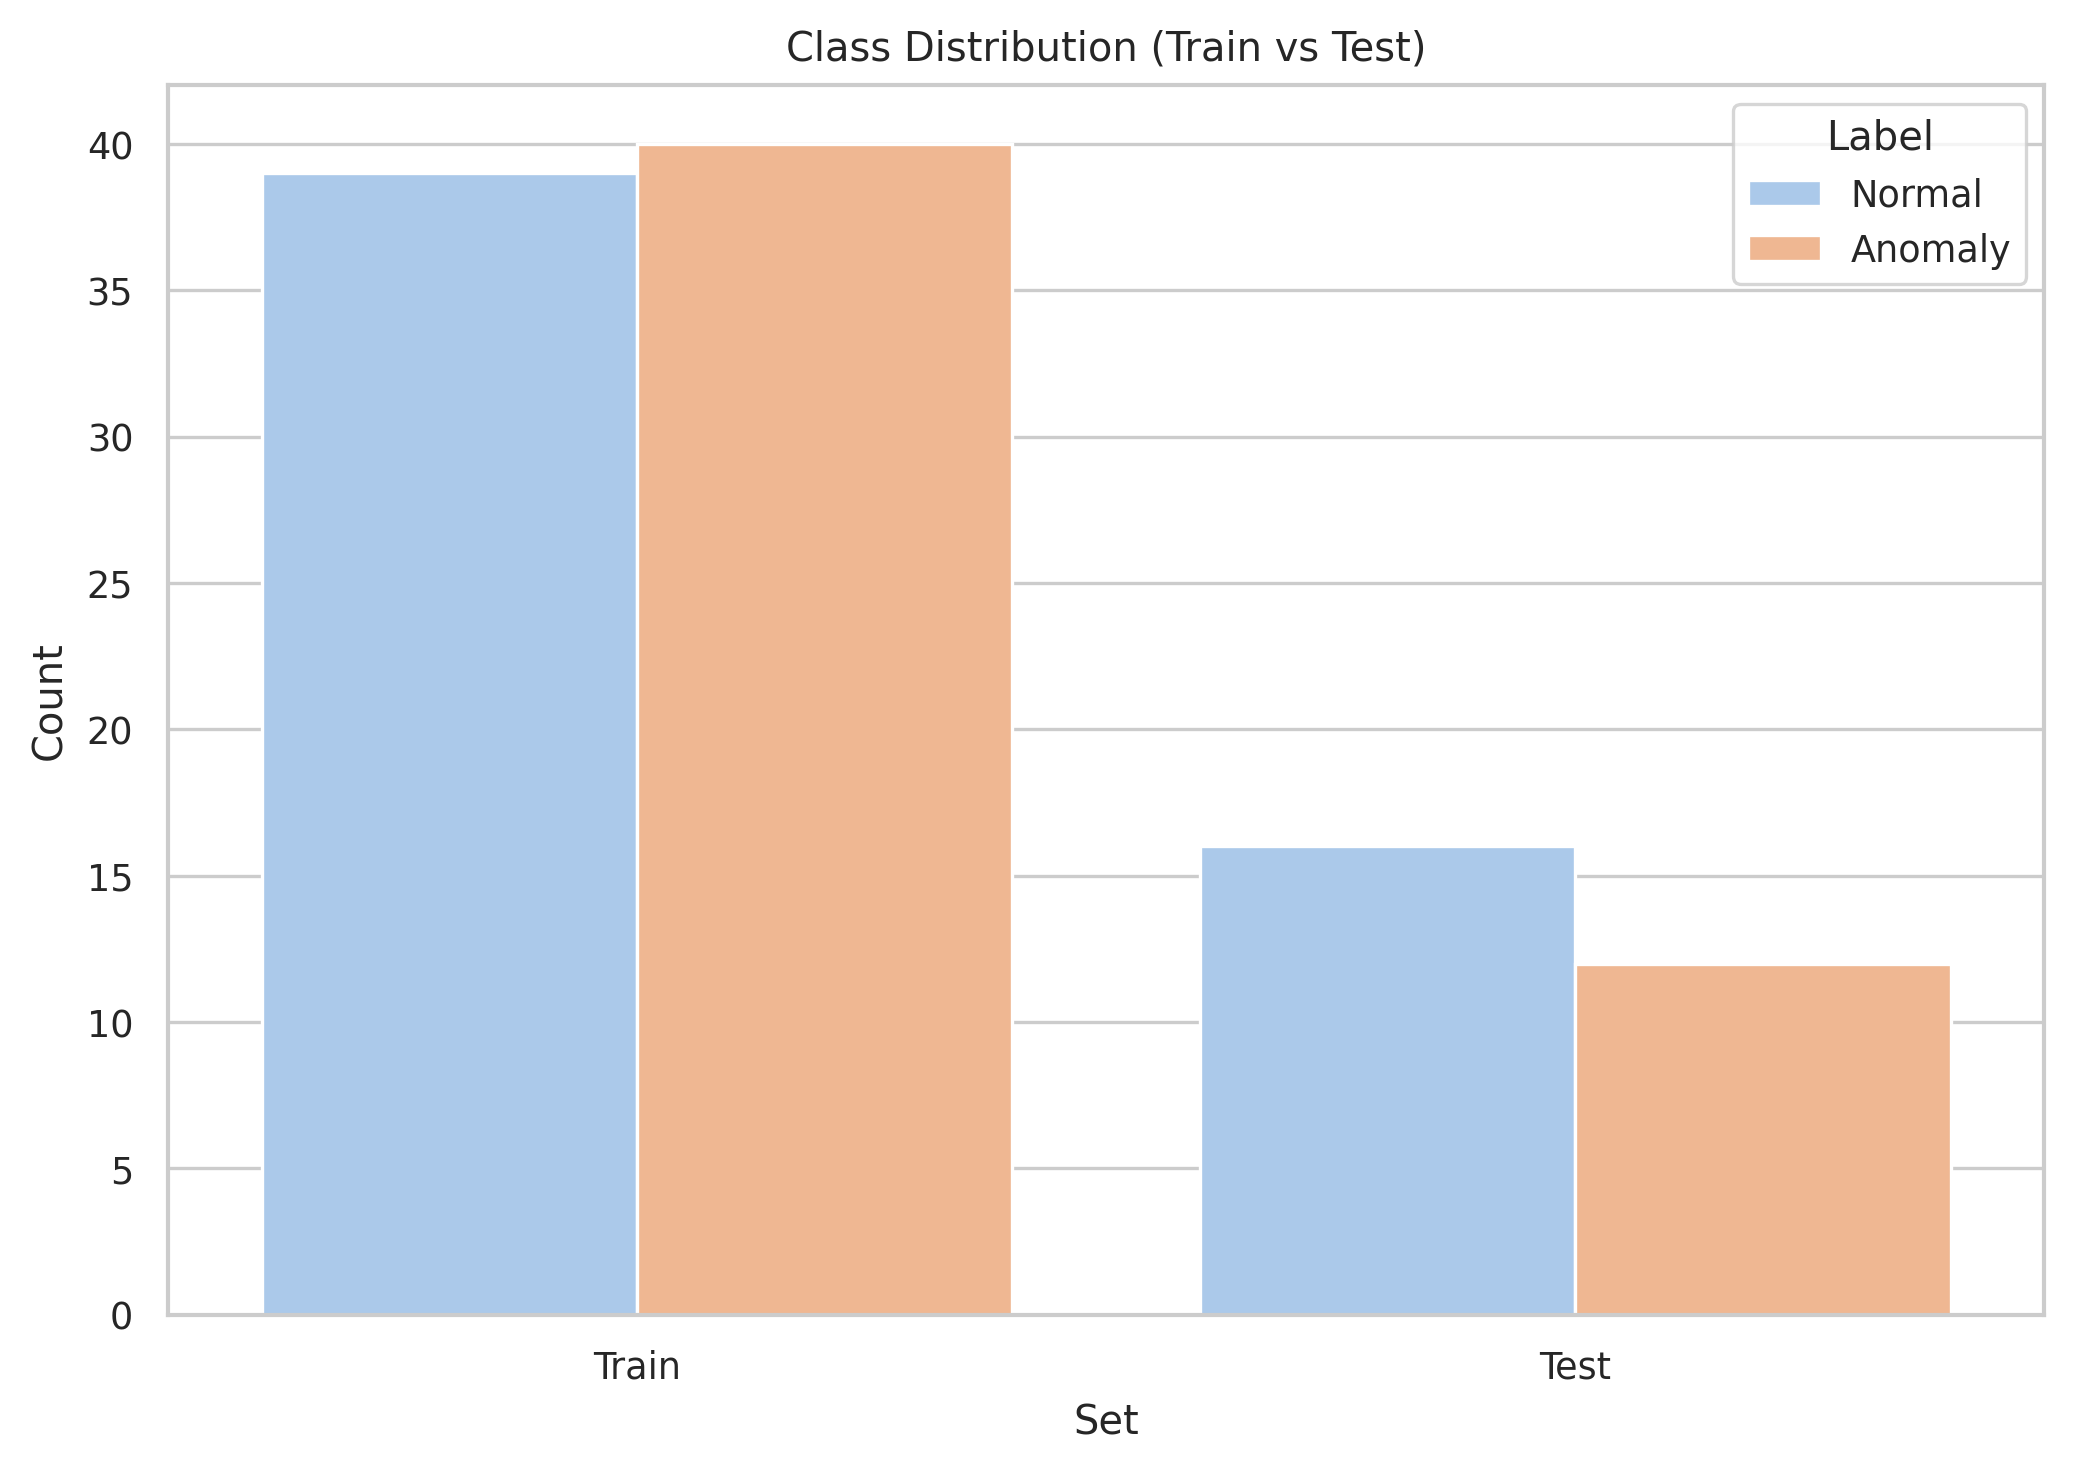 Class Distribution (Train vs Test)
Label
Normal
Anomaly
Count
40
35
30
25
20
15
10
5
0
Train
Test
Set